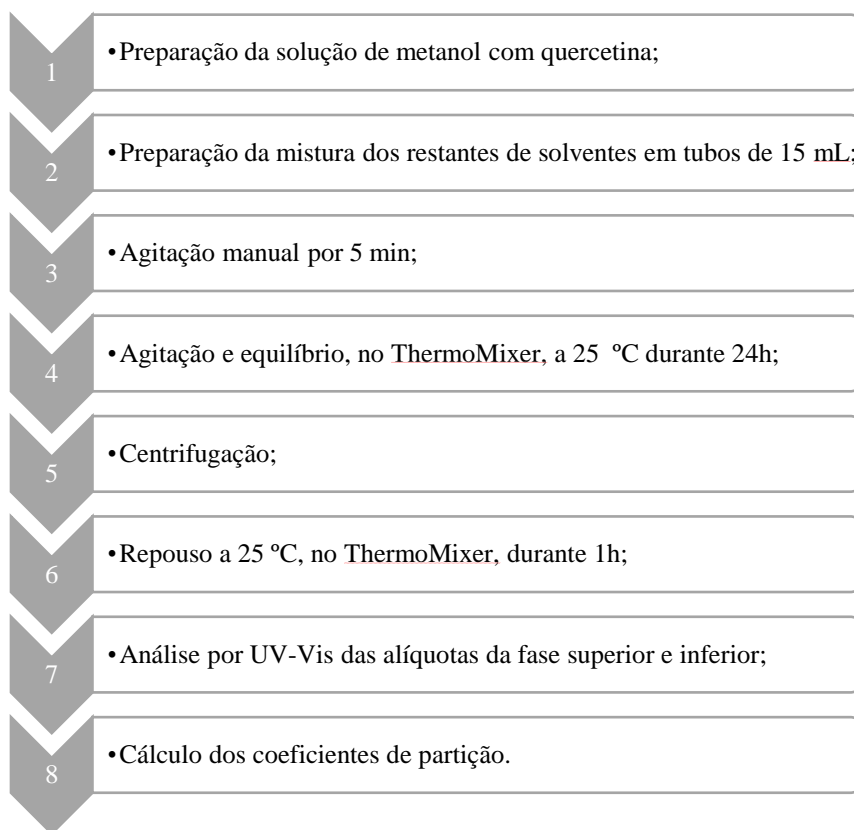 1
•Preparação da solução de metanol com quercetina;
2
•Preparação da mistura dos restantes de solventes em tubos de 15 mL;
3
•Agitação manual por 5 min;
4
•Agitação e equilíbrio, no ThermoMixer, a 25 ºC durante 24h;
5
•Centrifugação;
6
•Repouso a 25 ºC, no ThermoMixer, durante 1h;
7
•Análise por UV-Vis das alíquotas da fase superior e inferior;
8
•Cálculo dos coeficientes de partição.